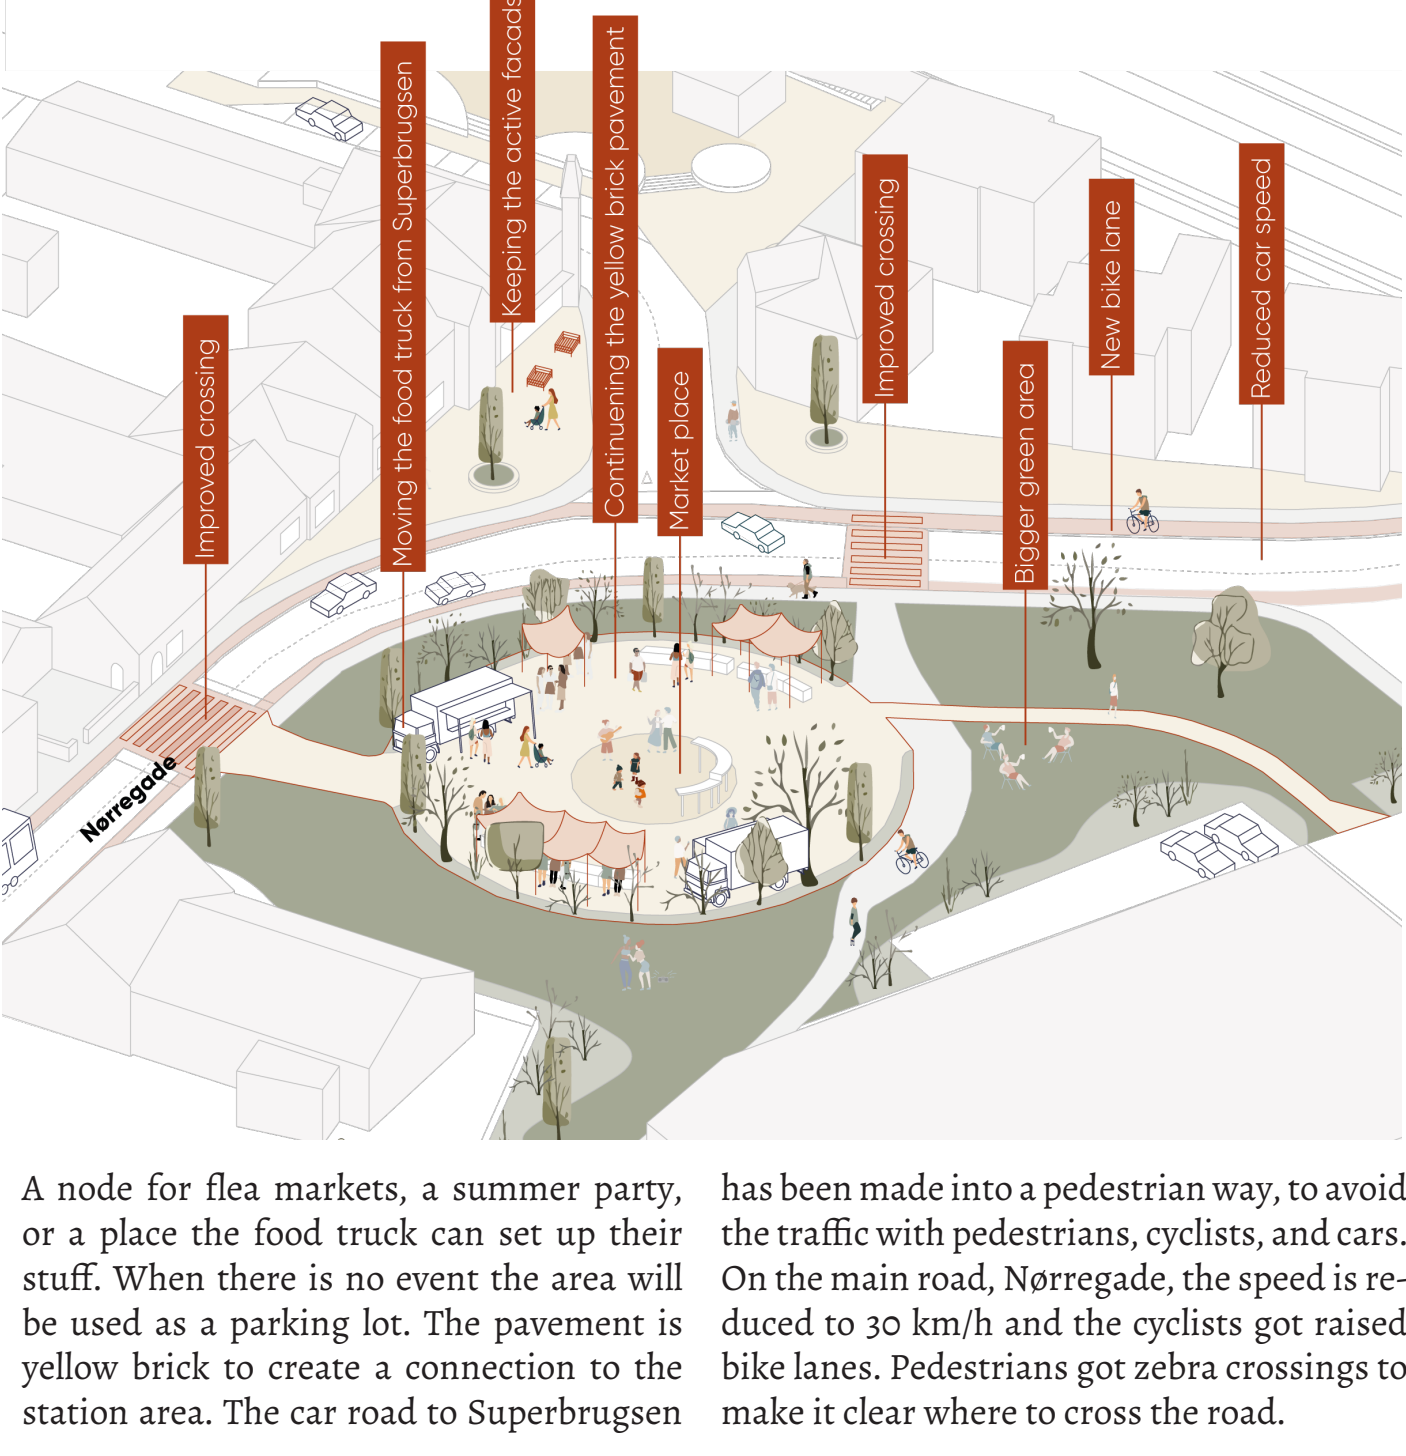 Keeping the active facads
Continuening the yellow brick pavement
Moving the food truck from Superbrugsen
Improved crossing
Market place
Improved crossing
Bigger green area
New bike lane
Reduced car speed
Nørregade
A node for flea markets, a summer party,
or a place the food truck can set up their
stuff. When there is no event the area will
be used as a parking lot. The pavement is
yellow brick to create a connection to the
station area. The car road to Superbrugsen
has been made into a pedestrian way, to avoid
the traffic with pedestrians, cyclists, and cars.
On the main road, Nørregade, the speed is re-
duced to 30 km/h and the cyclists got raised
bike lanes. Pedestrians got zebra crossings to
make it clear where to cross the road.